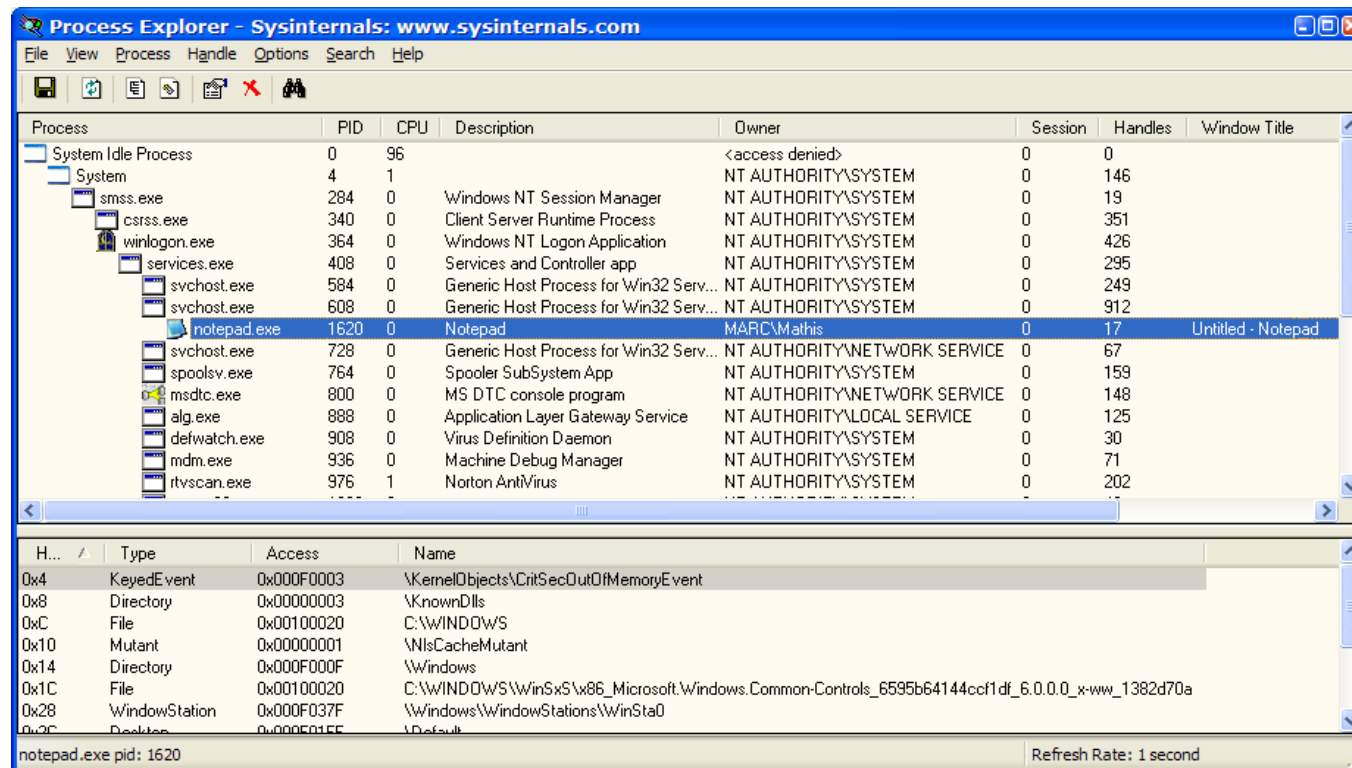 Process Explorer - Sysinternals: www.sysinternals.com
File View Process Handle Options Search Help
Process PID CPU Description Owner Session Handles Window Title
System Idle Process 0 96 <access denied> 0 0
System 4 1 NT AUTHORITY\SYSTEM 0 146
smss.exe 284 0 Windows NT Session Manager NT AUTHORITY\SYSTEM 0 19
csrss.exe 340 0 Client Server Runtime Process NT AUTHORITY\SYSTEM 0 351
winlogon.exe 364 0 Windows NT Logon Application NT AUTHORITY\SYSTEM 0 426
services.exe 408 0 Services and Controller app NT AUTHORITY\SYSTEM 0 295
svchost.exe 584 0 Generic Host Process for Win32 Serv... NT AUTHORITY\SYSTEM 0 249
svchost.exe 608 0 Generic Host Process for Win32 Serv... NT AUTHORITY\SYSTEM 0 912
notepad.exe 1620 0 Notepad MARC\Mathis 0 17 Untitled - Notepad
svchost.exe 728 0 Generic Host Process for Win32 Serv... NT AUTHORITY\NETWORK SERVICE 0 67
spoolsv.exe 764 0 Spooler SubSystem App NT AUTHORITY\SYSTEM 0 159
msdtc.exe 800 0 MS DTC console program NT AUTHORITY\NETWORK SERVICE 0 148
alg.exe 888 0 Application Layer Gateway Service NT AUTHORITY\LOCAL SERVICE 0 125
defwatch.exe 908 0 Virus Definition Daemon NT AUTHORITY\SYSTEM 0 30
mdm.exe 936 0 Machine Debug Manager NT AUTHORITY\SYSTEM 0 71
rtvscan.exe 976 1 Norton AntiVirus NT AUTHORITY\SYSTEM 0 202
H... Type Access Name
0x4 KeyedEvent 0x000F0003 \KernelObjects\CritSecOutOfMemoryEvent
0x8 Directory 0x00000003 \KnownDlls
0xC File 0x00100020 C:\WINDOWS
0x10 Mutant 0x00000001 \NlsCacheMutant
0x14 Directory 0x000F000F \Windows
0x1C File 0x00100020 C:\WINDOWS\WinSxS\x86_Microsoft.Windows.Common-Controls_6595b64144ccf1df_6.0.0.0_x-ww_1382d70a
0x28 WindowStation 0x000F037F \Windows\WindowStations\WinSta0
0x2C Desktop 0x000F01FF \Default
notepad.exe pid: 1620 Refresh Rate: 1 second